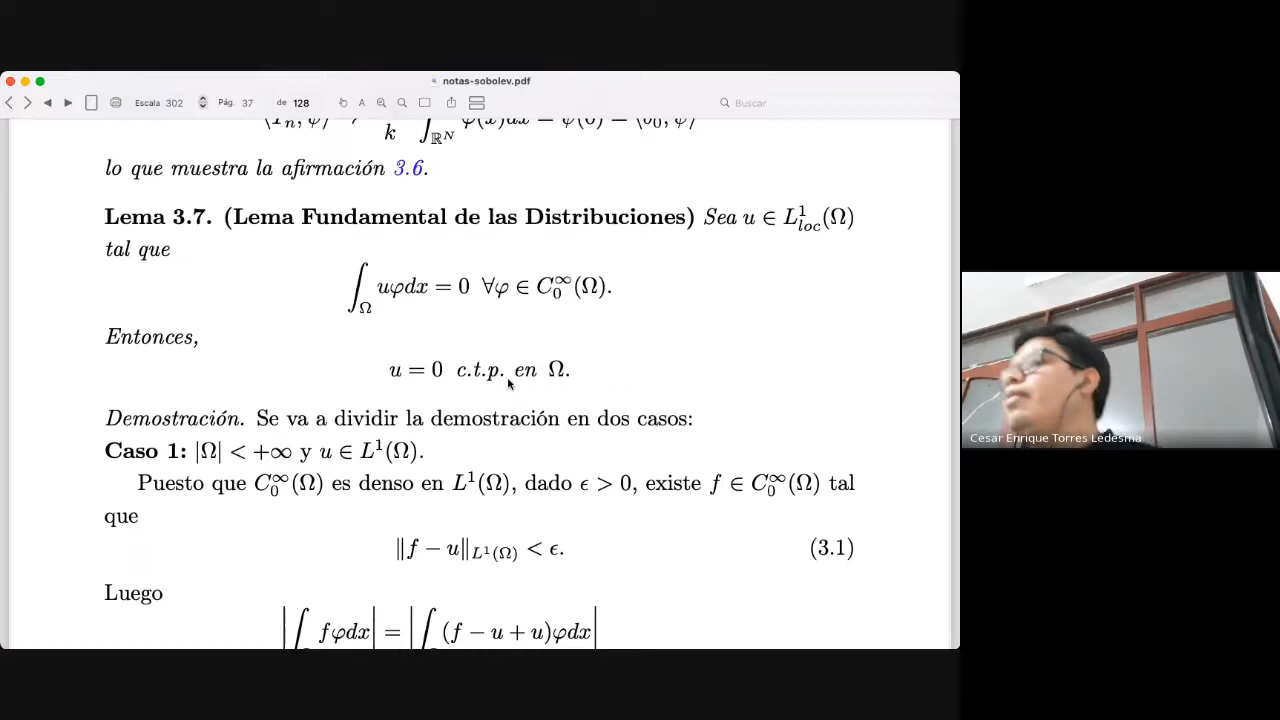 notas-sobolev.pdf
Escala 302 Pág. 37 de 128 A Buscar
k ∫_{ℝ^N}
lo que muestra la afirmación 3.6.
Lema 3.7. (Lema Fundamental de las Distribuciones) Sea u ∈ L¹_{loc}(Ω)
tal que
∫_Ω uφdx = 0 ∀φ ∈ C₀^∞(Ω).
Entonces,
u = 0 c.t.p. en Ω.
Demostración. Se va a dividir la demostración en dos casos:
Caso 1: |Ω| < +∞ y u ∈ L¹(Ω).
Puesto que C₀^∞(Ω) es denso en L¹(Ω), dado ϵ > 0, existe f ∈ C₀^∞(Ω) tal
que
‖f − u‖_{L¹(Ω)} < ϵ. (3.1)
Luego
|∫ fφdx| = |∫ (f − u + u)φdx|
Cesar Enrique Torres Ledesma